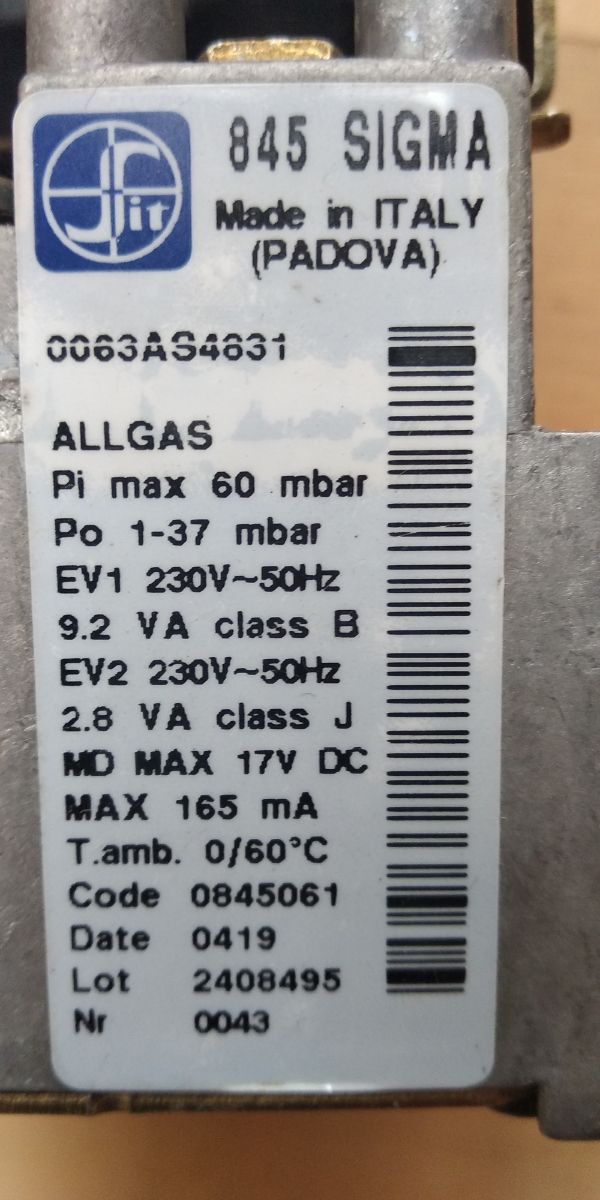 Sit
845 SIGMA
Made in ITALY
(PADOVA)
0063AS4831
ALLGAS
Pi max 60 mbar
Po 1-37 mbar
EV1 230V~50Hz
9.2 VA class B
EV2 230V~50Hz
2.8 VA class J
MD MAX 17V DC
MAX 165 mA
T.amb. 0/60°C
Code 0845061
Date 0419
Lot 2408495
Nr 0043